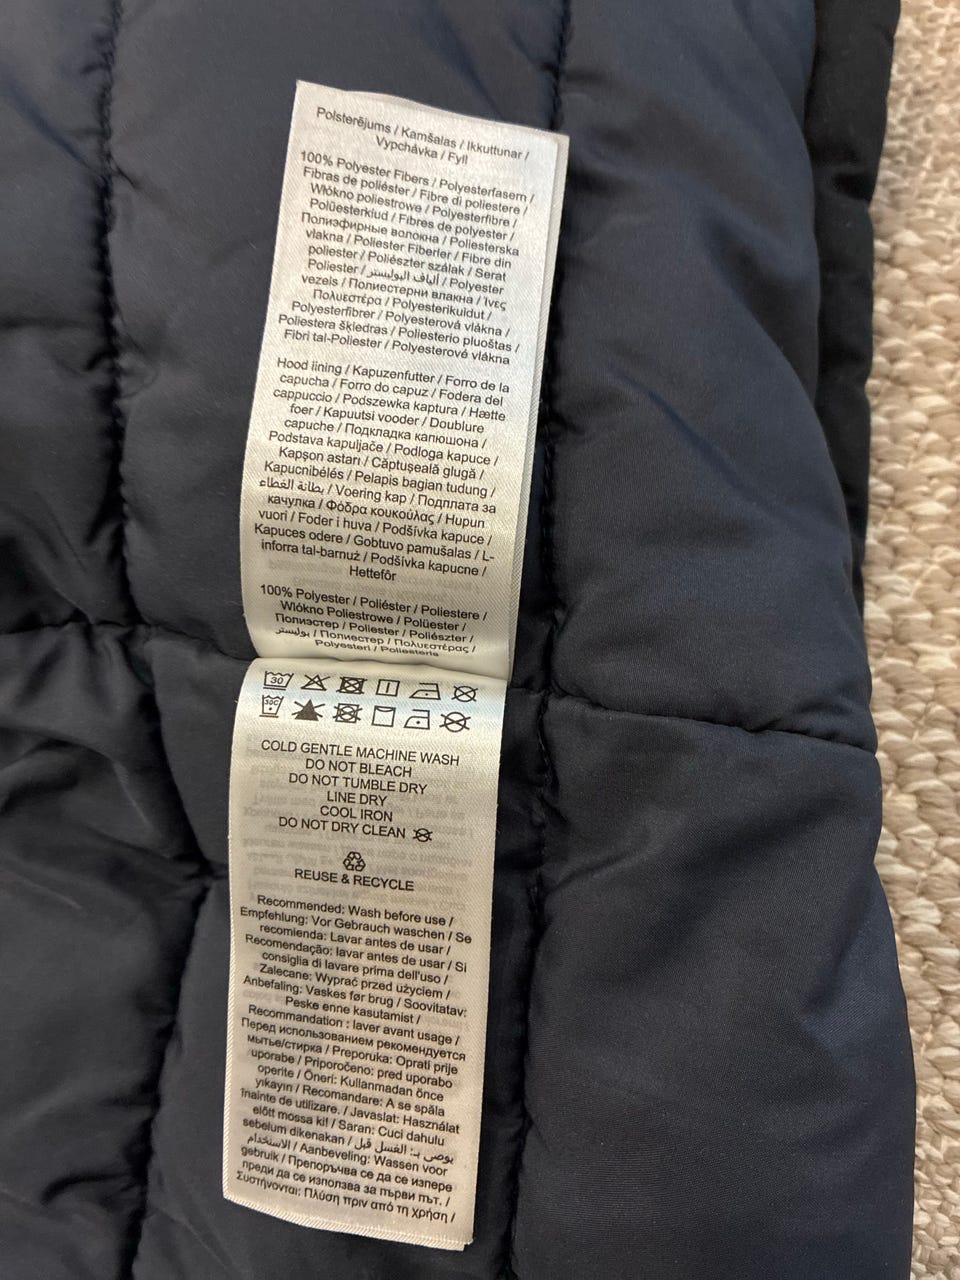 Polsterējums / Kamšalas / Ikkuttunar /
Vypchávka / Fyll
100% Polyester Fibers / Polyesterfasern /
Fibras de poliéster / Fibre di poliestere /
Włókno poliestrowe / Polyesterfibre /
Polüesterkiud / Fibres de polyester /
Полиэфирные волокна / Poliesterska
vlakna / Poliester Fiberler / Fibre din
poliester / Poliészter szálak / Serat
Poliester / ألياف البوليستر / Polyester
vezels / Полиестерни влакна / Ίνες
Πολυεστέρα / Polyesterikuidut /
Polyesterfibrer / Polyesterová vlákna /
Poliestera šķiedras / Poliesterio pluoštas /
Fibri tal-Poliester / Polyesterové vlákna
Hood lining / Kapuzenfutter / Forro de la
capucha / Forro do capuz / Fodera del
cappuccio / Podszewka kaptura / Hætte
foer / Kapuutsi vooder / Doublure
capuche / Подкладка капюшона /
Podstava kapuljače / Podloga kapuce /
Kapşon astarı / Căptuşeală glugă /
Kapucnibélés / Pelapis bagian tudung /
بطانة الغطاء / Voering kap / Подплата за
качулка / Φόδρα κουκούλας / Hupun
vuori / Foder i huva / Podšívka kapuce /
Kapuces odere / Gobtuvo pamušalas / L-
inforra tal-barnuż / Podšívka kapucne /
Hettefôr
100% Polyester / Poliéster / Poliestere /
Włókno Poliestrowe / Polüester /
Полиэстер / Poliester / Poliészter /
بوليستر / Полиестер / Πολυεστέρας /
Polyesteri / Poliesteris
30
30C
COLD GENTLE MACHINE WASH
DO NOT BLEACH
DO NOT TUMBLE DRY
LINE DRY
COOL IRON
DO NOT DRY CLEAN
REUSE & RECYCLE
Recommended: Wash before use /
Empfehlung: Vor Gebrauch waschen / Se
recomienda: Lavar antes de usar /
Recomendação: lavar antes de usar / Si
consiglia di lavare prima dell'uso /
Zalecane: Wyprać przed użyciem /
Anbefaling: Vaskes før brug / Soovitatav:
Peske enne kasutamist /
Recommandation : laver avant usage /
Перед использованием рекомендуется
мытье/стирка / Preporuka: Oprati prije
uporabe / Priporočeno: pred uporabo
operite / Öneri: Kullanmadan önce
yıkayın / Recomandare: A se spăla
înainte de utilizare. / Javaslat: Használat
előtt mossa ki! / Saran: Cuci dahulu
sebelum dikenakan / يوصى بـ: الغسل قبل
الاستخدام / Aanbeveling: Wassen voor
gebruik / Препоръчва се да се изпере
преди да се използва за първи път. /
Συστήνονται: Πλύση πριν από τη χρήση /